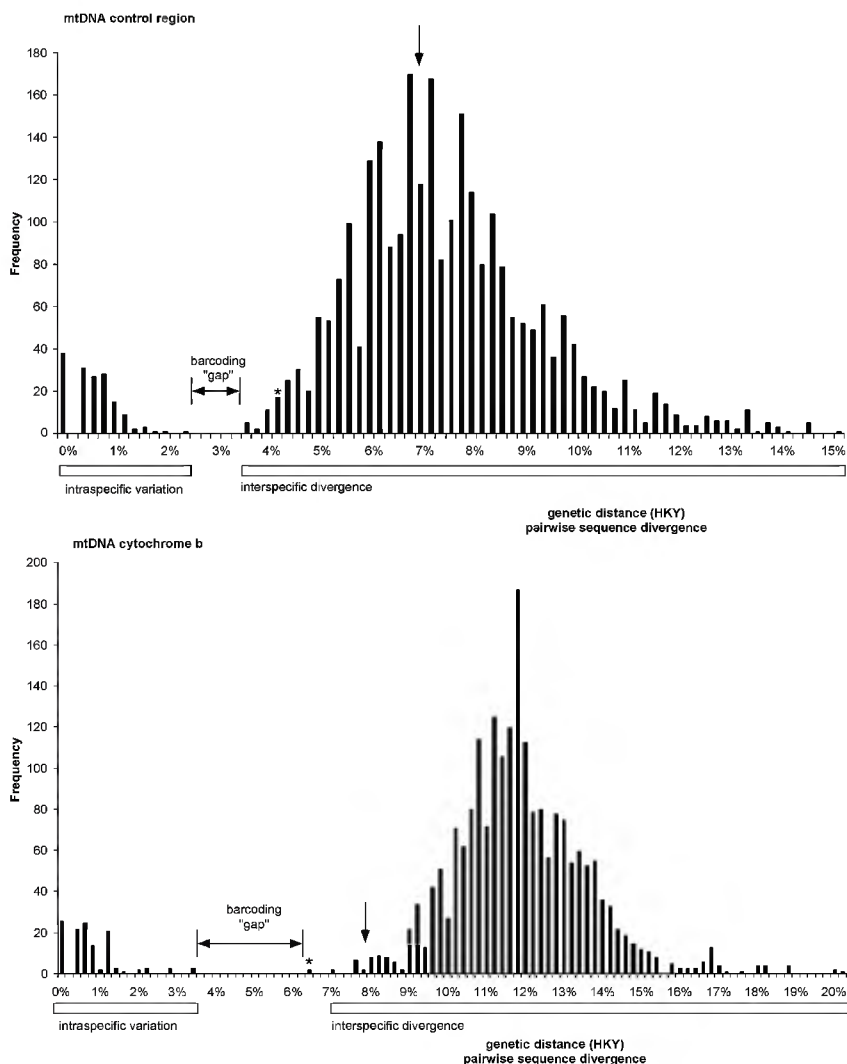 mtDNA control region
180
160
140
120
100
80
60
40
20
0
Frequency
barcoding
"gap"
*
0% 1% 2% 3% 4% 5% 6% 7% 8% 9% 10% 11% 12% 13% 14% 15%
intraspecific variation
interspecific divergence
genetic distance (HKY)
pairwise sequence divergence
mtDNA cytochrome b
200
180
160
140
120
100
80
60
40
20
0
Frequency
barcoding
"gap"
*
0% 1% 2% 3% 4% 5% 6% 7% 8% 9% 10% 11% 12% 13% 14% 15% 16% 17% 18% 19% 20%
intraspecific variation
interspecific divergence
genetic distance (HKY)
pairwise sequence divergence